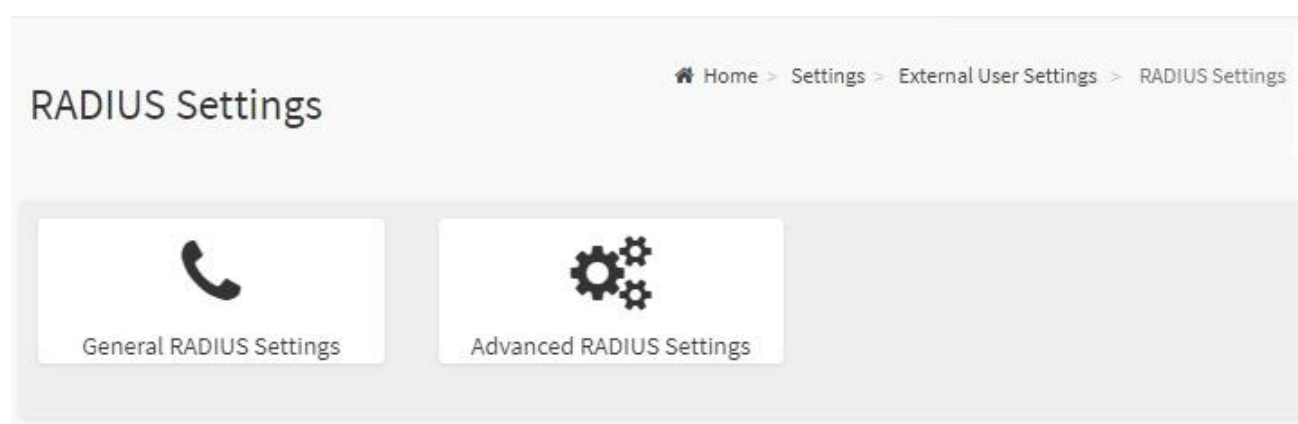 Home > Settings > External User Settings > RADIUS Settings
RADIUS Settings
General RADIUS Settings
Advanced RADIUS Settings